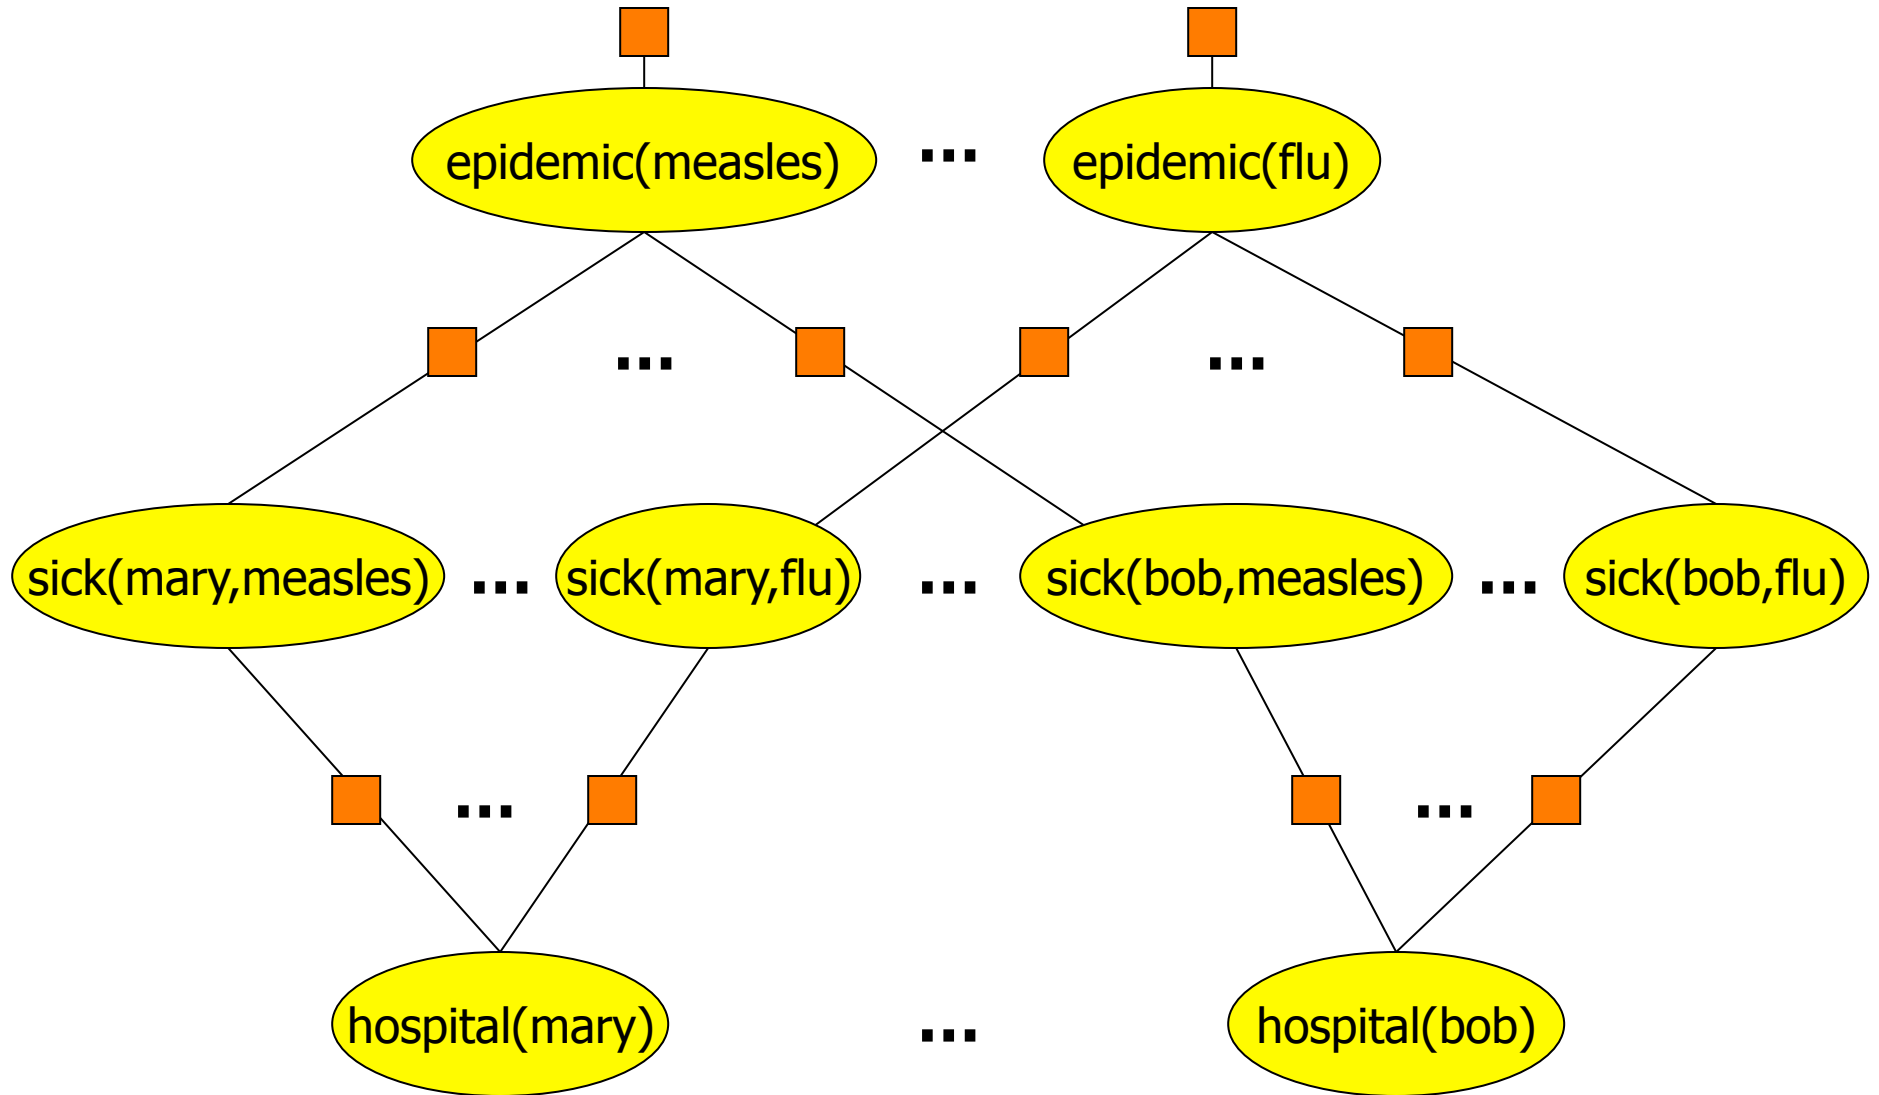 epidemic(measles) ... epidemic(flu)
... ...
sick(mary,measles) ... sick(mary,flu) ... sick(bob,measles) ... sick(bob,flu)
... ...
hospital(mary) ... hospital(bob)